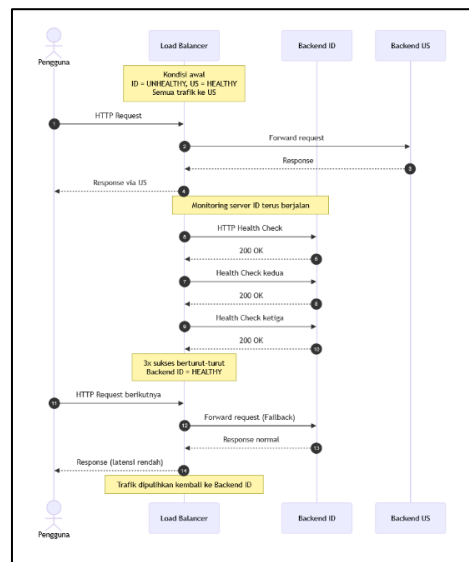 Pengguna
Load Balancer
Backend ID
Backend US
Kondisi awal
ID = UNHEALTHY, US = HEALTHY
Semua trafik ke US
1
HTTP Request
2
Forward request
Response
3
Response via US
4
Monitoring server ID terus berjalan
5
HTTP Health Check
200 OK
6
7
Health Check kedua
200 OK
8
9
Health Check ketiga
200 OK
10
3x sukses berturut-turut
Backend ID = HEALTHY
11
HTTP Request berikutnya
12
Forward request (Fallback)
Response normal
13
Response (latensi rendah)
14
Trafik dipulihkan kembali ke Backend ID
Pengguna
Load Balancer
Backend ID
Backend US